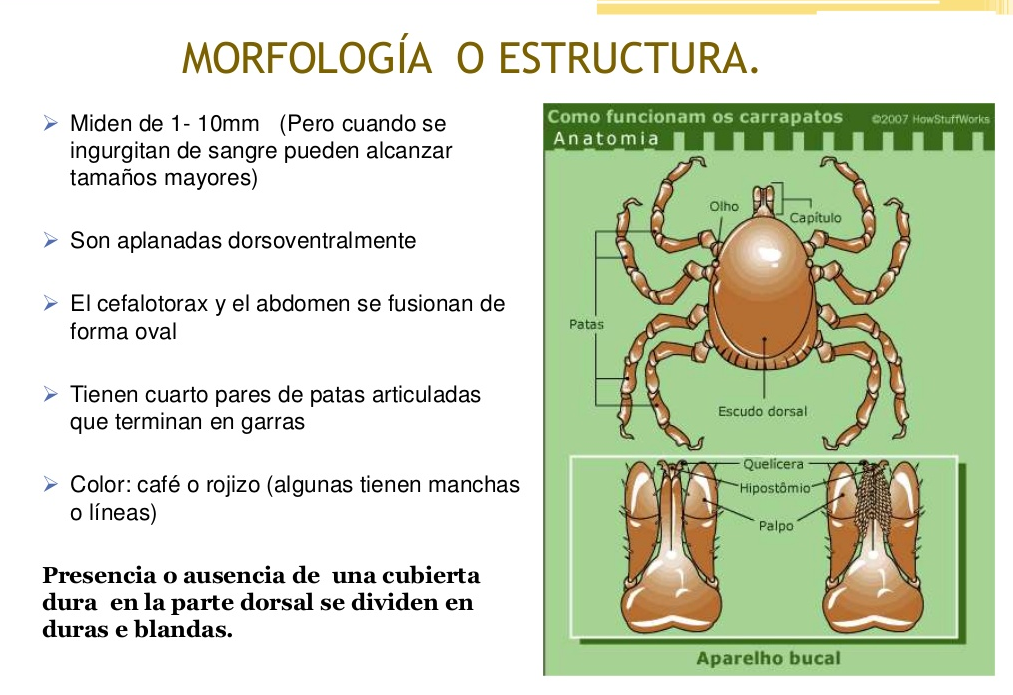 MORFOLOGÍA O ESTRUCTURA.
Miden de 1- 10mm (Pero cuando se
ingurgitan de sangre pueden alcanzar
tamaños mayores)
Son aplanadas dorsoventralmente
El cefalotorax y el abdomen se fusionan de
forma oval
Tienen cuarto pares de patas articuladas
que terminan en garras
Color: café o rojizo (algunas tienen manchas
o líneas)
Presencia o ausencia de una cubierta
dura en la parte dorsal se dividen en
duras e blandas.
Como funcionam os carrapatos ©2007 HowStuffWorks
Anatomia
Olho
Capítulo
Patas
Escudo dorsal
Quelícera
Hipostômio
Palpo
Aparelho bucal